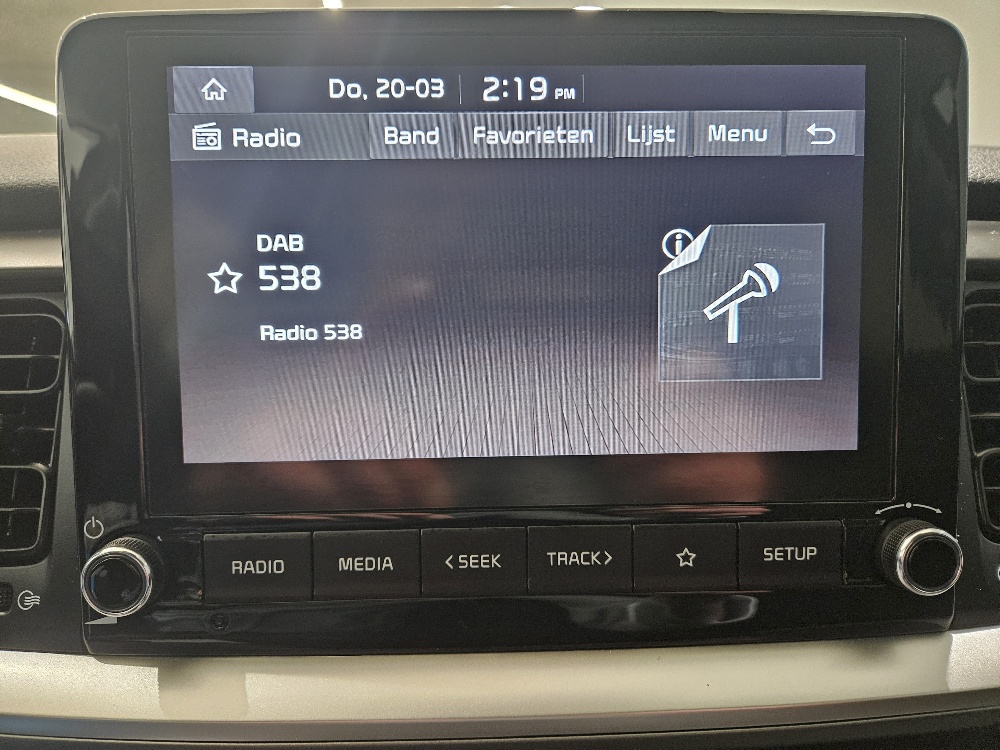 Do, 20-03 2:19 PM
Radio Band Favorieten Lijst Menu
DAB
538
Radio 538
RADIO MEDIA <SEEK TRACK> SETUP